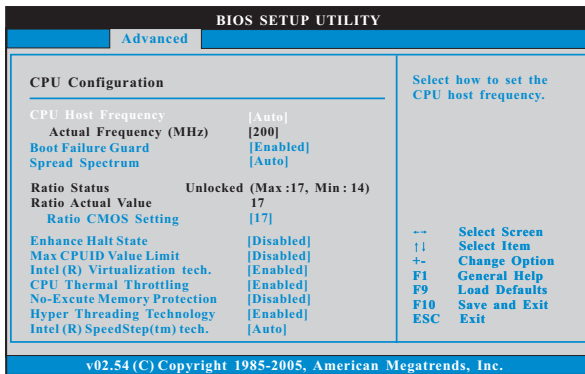 BIOS SETUP UTILITY
Advanced
CPU Configuration
CPU Host Frequency [Auto]
Actual Frequency (MHz) [200]
Boot Failure Guard [Enabled]
Spread Spectrum [Auto]
Ratio Status Unlocked (Max :17, Min : 14)
Ratio Actual Value 17
Ratio CMOS Setting [17]
Enhance Halt State [Disabled]
Max CPUID Value Limit [Disabled]
Intel (R) Virtualization tech. [Enabled]
CPU Thermal Throttling [Enabled]
No-Excute Memory Protection [Disabled]
Hyper Threading Technology [Enabled]
Intel (R) SpeedStep(tm) tech. [Auto]
Select how to set the
CPU host frequency.
←→ Select Screen
↑↓ Select Item
+- Change Option
F1 General Help
F9 Load Defaults
F10 Save and Exit
ESC Exit
v02.54 (C) Copyright 1985-2005, American Megatrends, Inc.